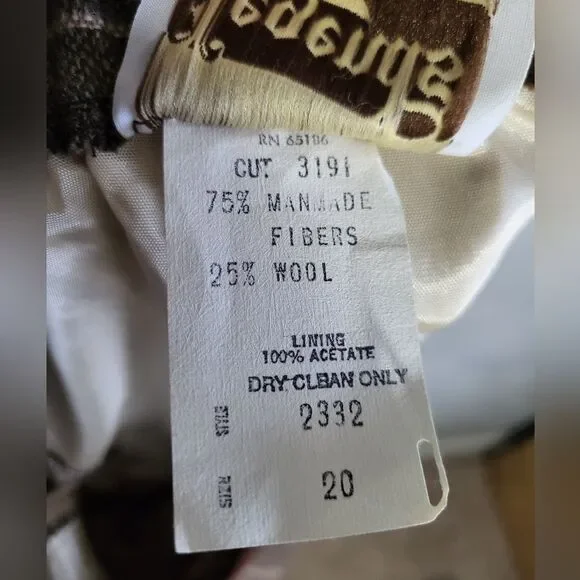 RN 65106
CUT 3191
75% MANMADE
FIBERS
25% WOOL
LINING
100% ACETATE
DRY CLEAN ONLY
2332
20